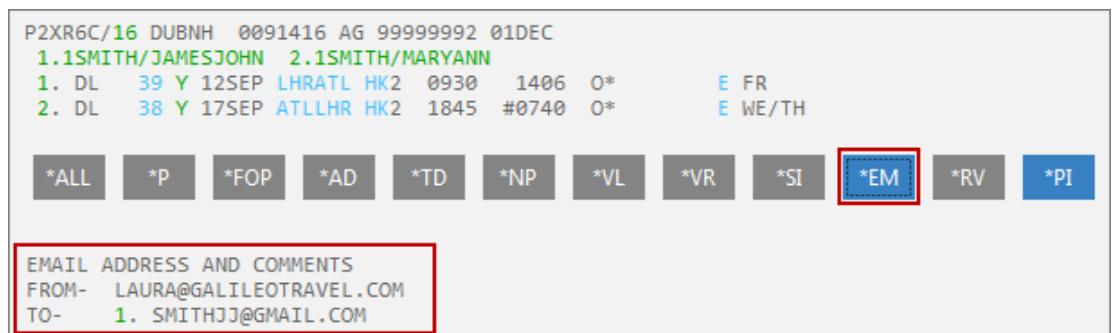 P2XR6C/16 DUBNH 0091416 AG 99999992 01DEC
1.1SMITH/JAMESJOHN 2.1SMITH/MARYANN
1. DL 39 Y 12SEP LHRATL HK2 0930 1406 O* E FR
2. DL 38 Y 17SEP ATLLHR HK2 1845 #0740 O* E WE/TH
*ALL *P *FOP *AD *TD *NP *VL *VR *SI *EM *RV *PI
EMAIL ADDRESS AND COMMENTS
FROM- LAURA@GALILEOTRAVEL.COM
TO- 1. SMITHJJ@GMAIL.COM